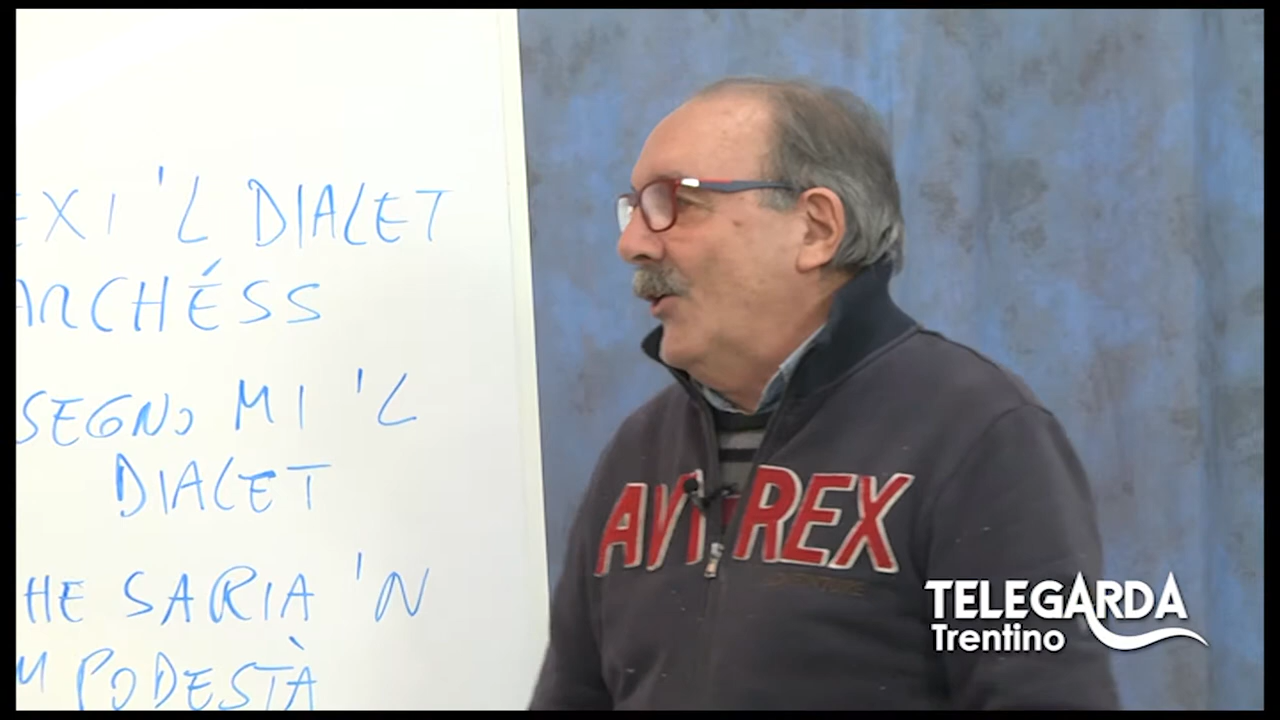 EXI 'L DIALET
ARCHÉSS
SEGNO MI 'L
DIALET
HE SARIA 'N
M PODESTÀ
AVIREX
TELEGARDA
Trentino